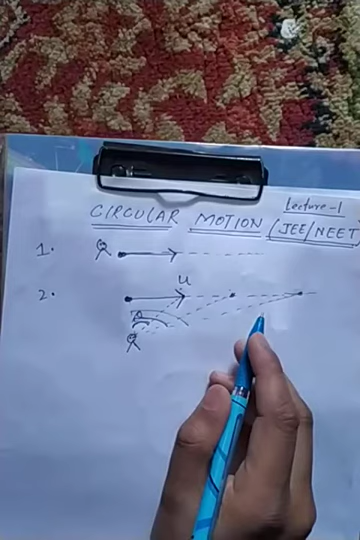 Lecture-1
CIRCULAR MOTION (JEE/NEET)
1.
2.
u
θ